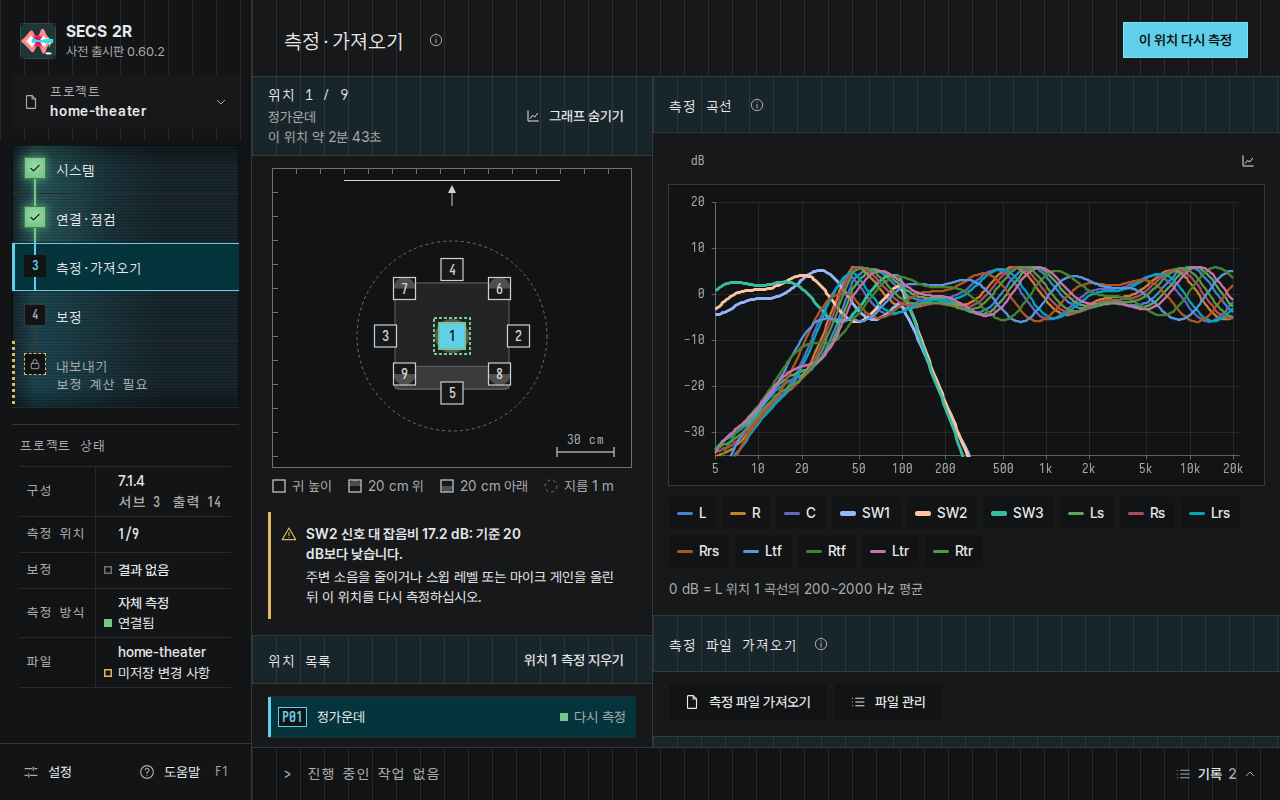 SECS 2R
사전 출시판 0.60.2
프로젝트
home-theater
시스템
연결·점검
3 측정·가져오기
4 보정
내보내기
보정 계산 필요
프로젝트 상태
구성 7.1.4
서브 3 출력 14
측정 위치 1/9
보정 결과 없음
측정 방식 자체 측정
연결됨
파일 home-theater
미저장 변경 사항
설정 도움말 F1
측정·가져오기
이 위치 다시 측정
위치 1 / 9
정가운데
이 위치 약 2분 43초
그래프 숨기기
4
7 6
3 1 2
9 8
5
30 cm
귀 높이 20 cm 위 20 cm 아래 지름 1 m
SW2 신호 대 잡음비 17.2 dB: 기준 20
dB보다 낮습니다.
주변 소음을 줄이거나 스윕 레벨 또는 마이크 게인을 올린
뒤 이 위치를 다시 측정하십시오.
위치 목록 위치 1 측정 지우기
P01 정가운데 다시 측정
측정 곡선
dB
20
10
0
-10
-20
-30
5 10 20 50 100 200 500 1k 2k 5k 10k 20k
L R C SW1 SW2 SW3 Ls Rs Lrs
Rrs Ltf Rtf Ltr Rtr
0 dB = L 위치 1 곡선의 200~2000 Hz 평균
측정 파일 가져오기
측정 파일 가져오기 파일 관리
> 진행 중인 작업 없음
기록 2